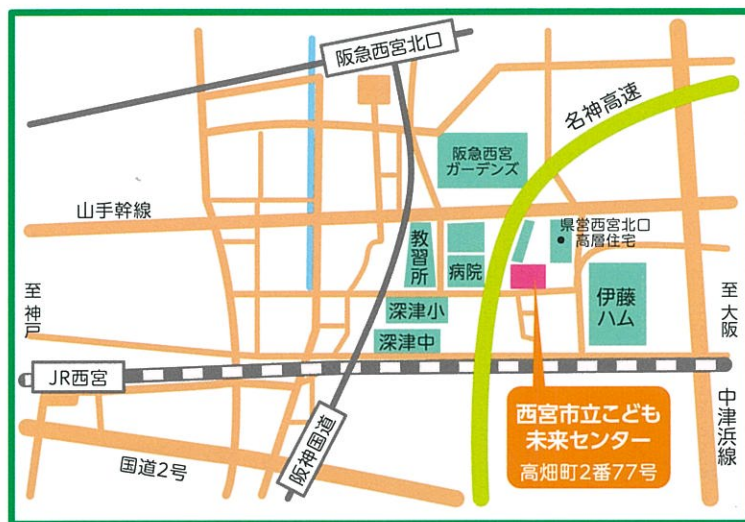 阪急西宮北口
名神高速
阪急西宮
ガーデンズ
山手幹線
県営西宮北口
高層住宅
教習所
病院
至神戸
深津小
伊藤
ハム
至大阪
深津中
JR西宮
西宮市立こども
未来センター
高畑町2番77号
中津浜線
阪神国道
国道2号